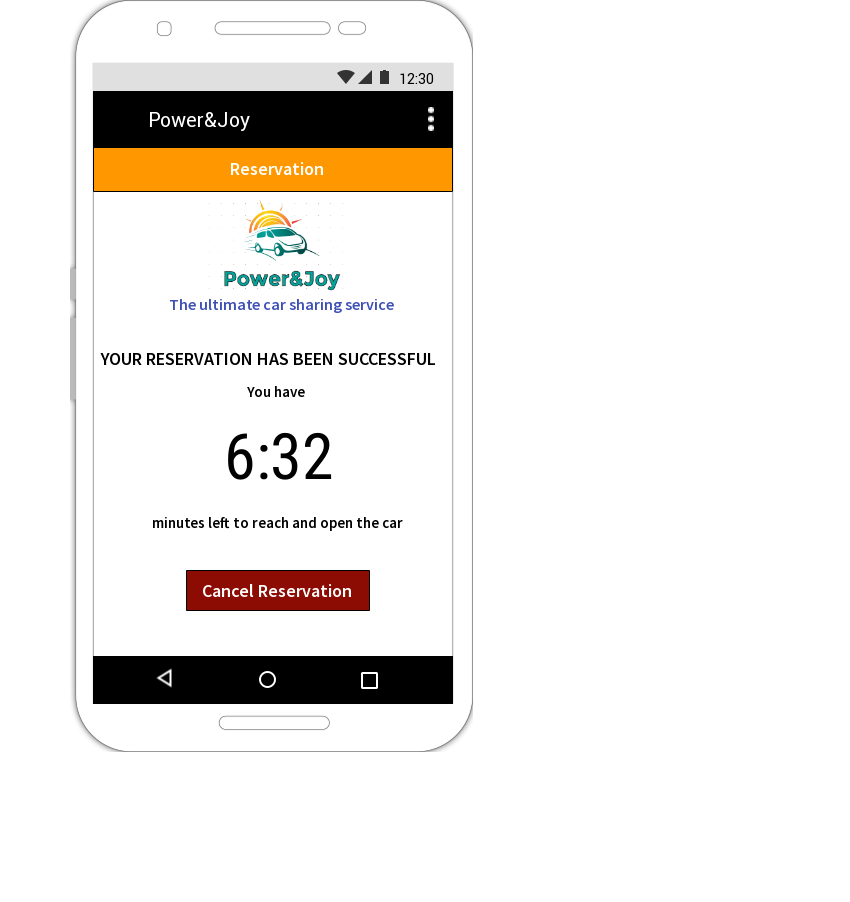 12:30
Power&Joy
Reservation
Power&Joy
The ultimate car sharing service
YOUR RESERVATION HAS BEEN SUCCESSFUL
You have
6:32
minutes left to reach and open the car
Cancel Reservation